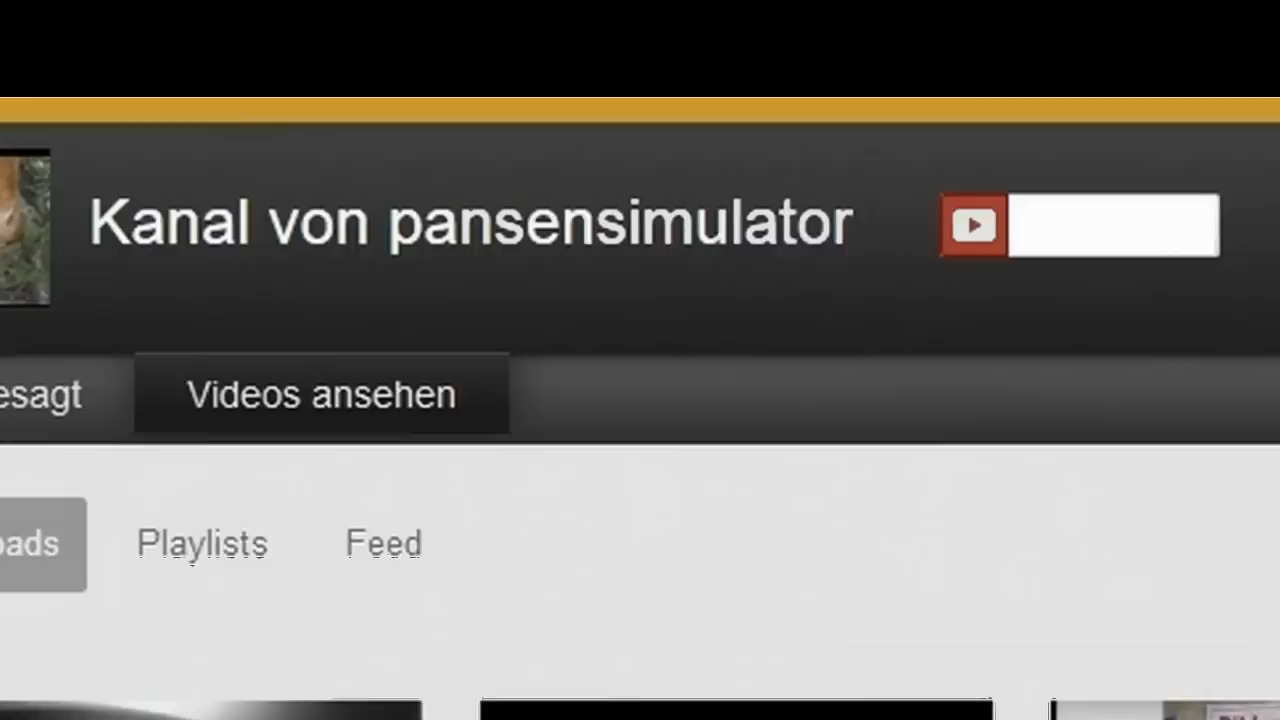 Kanal von pansensimulator
esagt
Videos ansehen
oads
Playlists
Feed